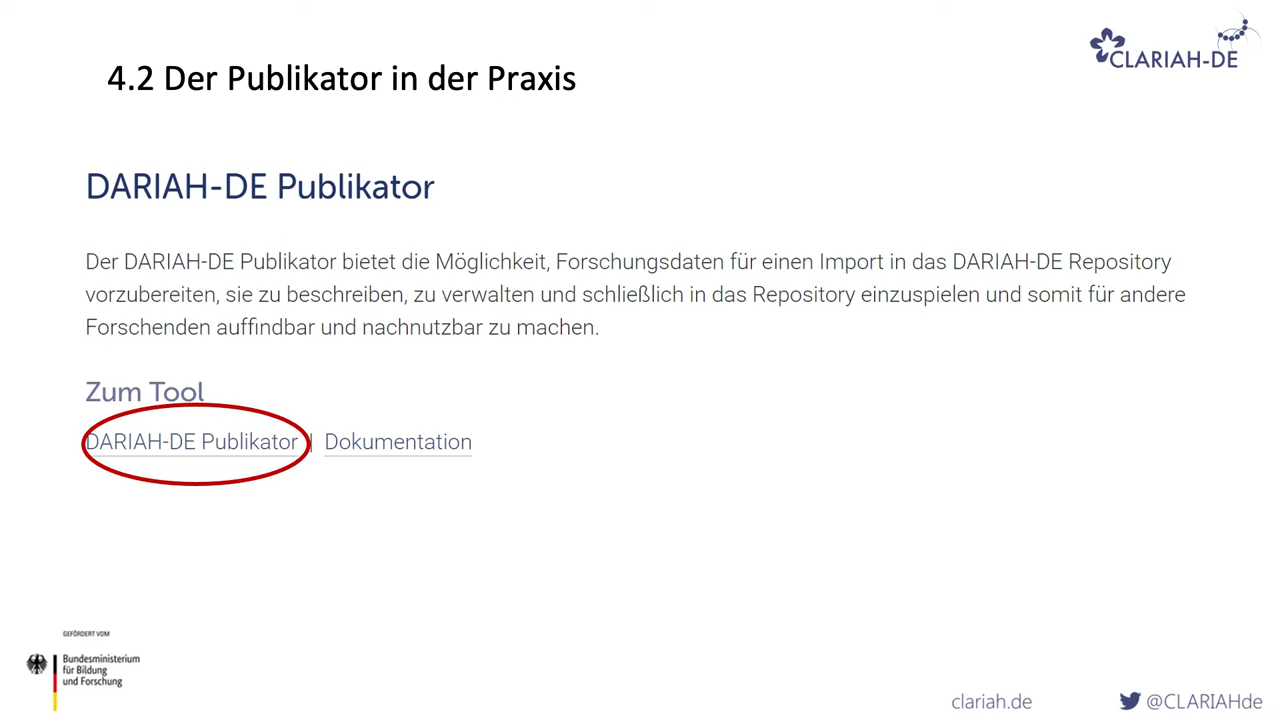 CLARIAH-DE
4.2 Der Publikator in der Praxis
DARIAH-DE Publikator
Der DARIAH-DE Publikator bietet die Möglichkeit, Forschungsdaten für einen Import in das DARIAH-DE Repository
vorzubereiten, sie zu beschreiben, zu verwalten und schließlich in das Repository einzuspielen und somit für andere
Forschenden auffindbar und nachnutzbar zu machen.
Zum Tool
DARIAH-DE Publikator | Dokumentation
GEFÖRDERT VOM
Bundesministerium
für Bildung
und Forschung
clariah.de @CLARIAHde